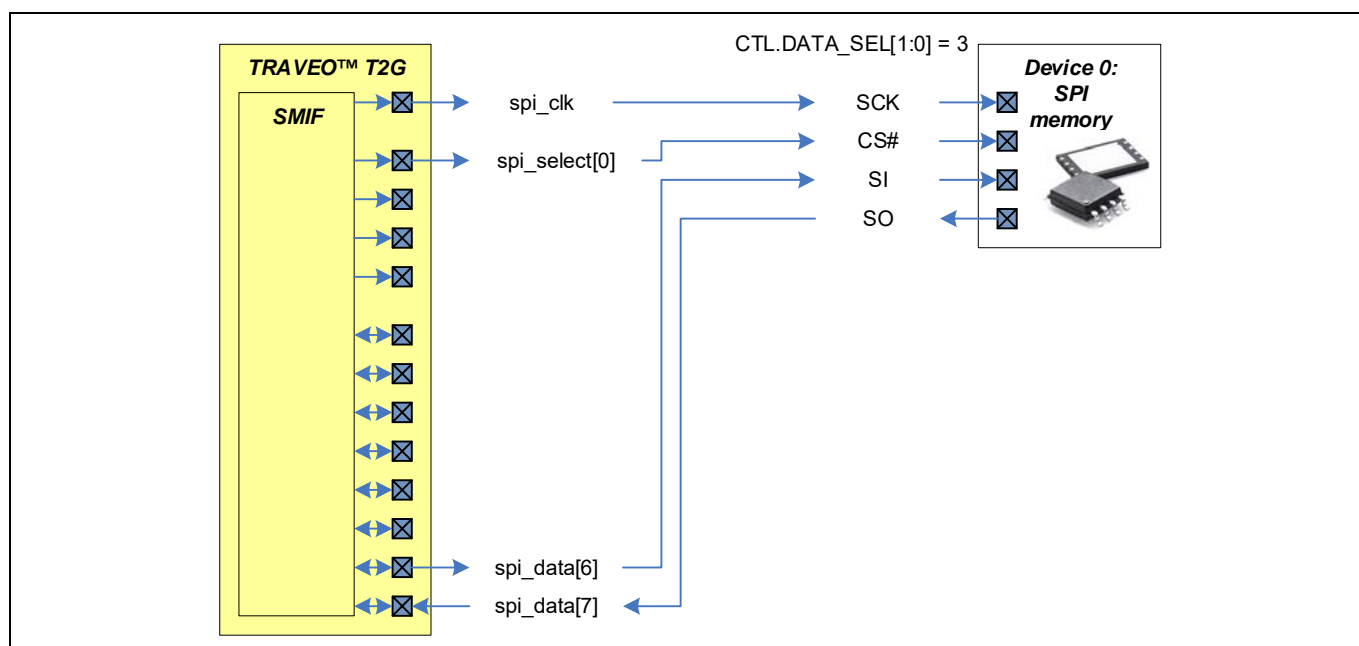 CTL.DATA_SEL[1:0] = 3
TRAVEO™ T2G
SMIF
Device 0:
SPI
memory
spi_clk
SCK
spi_select[0]
CS#
SI
SO
spi_data[6]
spi_data[7]